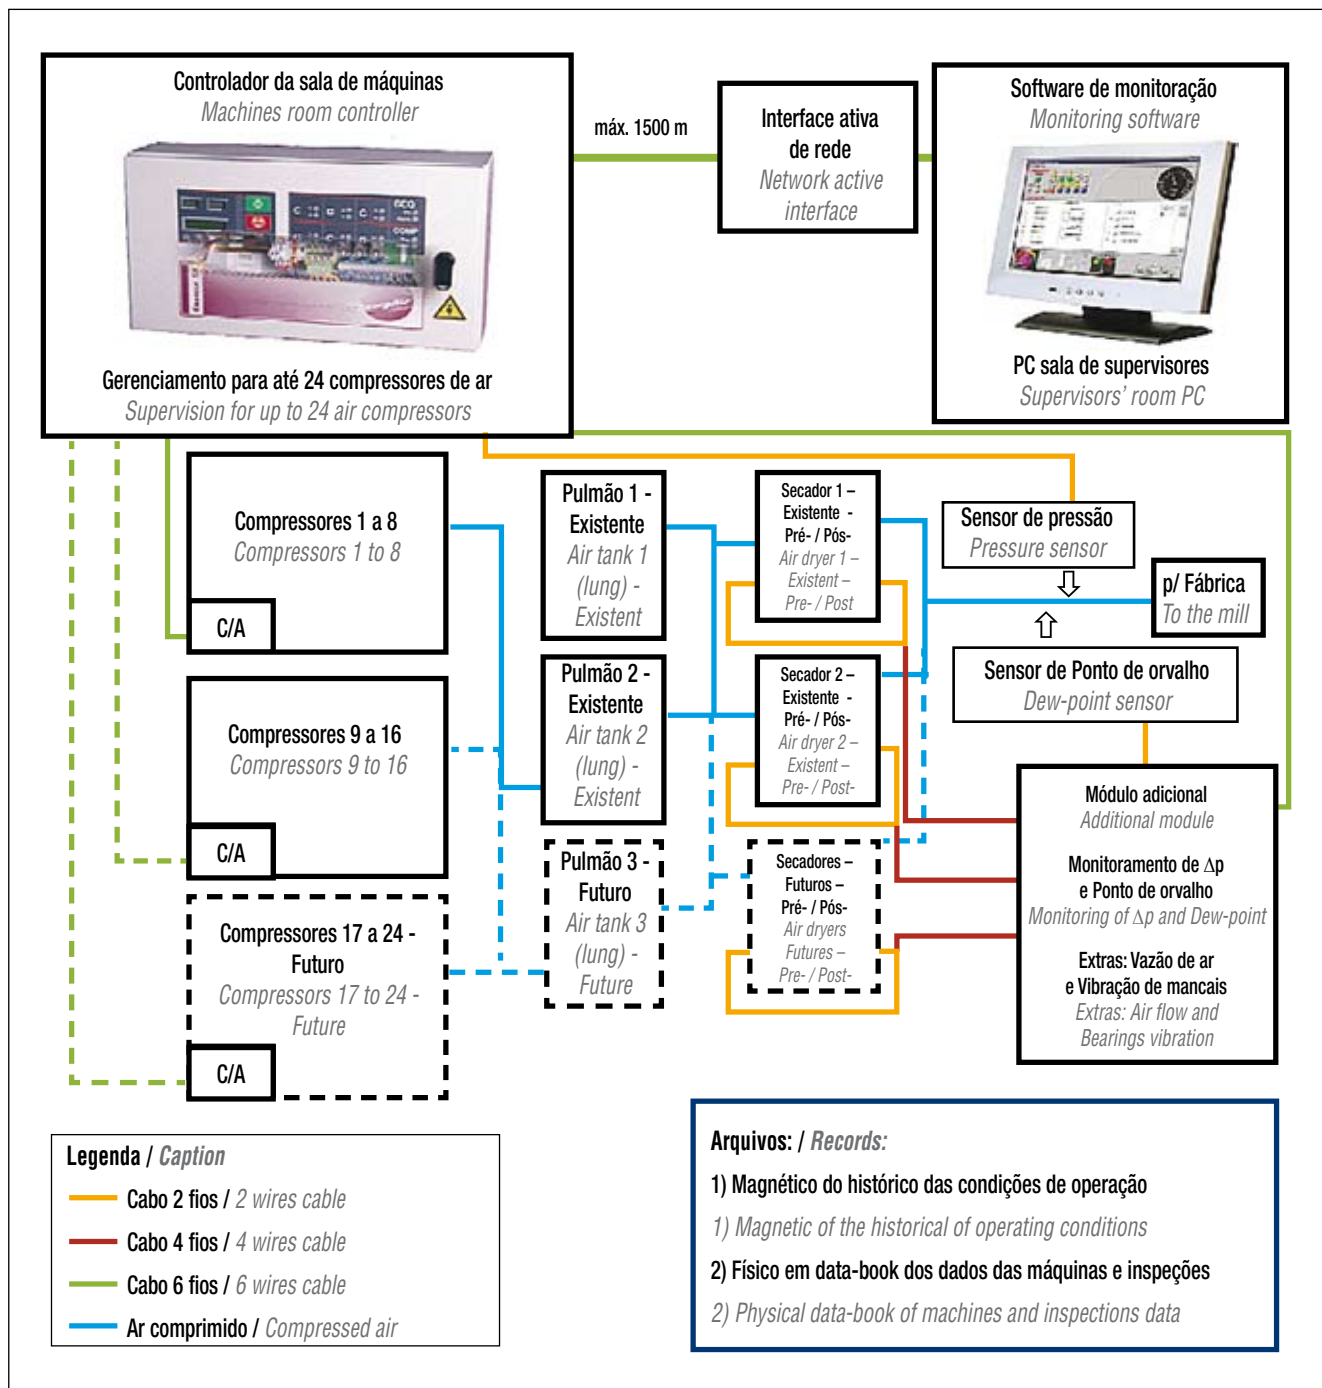 Controlador da sala de máquinas
Machines room controller
Gerenciamento para até 24 compressores de ar
Supervision for up to 24 air compressors
máx. 1500 m
Interface ativa
de rede
Network active
interface
Software de monitoração
Monitoring software
PC sala de supervisores
Supervisors' room PC
Compressores 1 a 8
Compressors 1 to 8
C/A
Compressores 9 a 16
Compressors 9 to 16
C/A
Compressores 17 a 24 -
Futuro
Compressors 17 to 24 -
Future
C/A
Pulmão 1 -
Existente
Air tank 1
(lung) -
Existent
Pulmão 2 -
Existente
Air tank 2
(lung) -
Existent
Pulmão 3 -
Futuro
Air tank 3
(lung) -
Future
Secador 1 –
Existente -
Pré- / Pós-
Air dryer 1 –
Existent –
Pre- / Post
Secador 2 –
Existente -
Pré- / Pós-
Air dryer 2 –
Existent –
Pre- / Post-
Secadores –
Futuros –
Pré- / Pós-
Air dryers
Futures –
Pre- / Post-
Sensor de pressão
Pressure sensor
p/ Fábrica
To the mill
Sensor de Ponto de orvalho
Dew-point sensor
Módulo adicional
Additional module
Monitoramento de Δp
e Ponto de orvalho
Monitoring of Δp and Dew-point
Extras: Vazão de ar
e Vibração de mancais
Extras: Air flow and
Bearings vibration
Legenda / Caption
Cabo 2 fios / 2 wires cable
Cabo 4 fios / 4 wires cable
Cabo 6 fios / 6 wires cable
Ar comprimido / Compressed air
Arquivos: / Records:
1) Magnético do histórico das condições de operação
1) Magnetic of the historical of operating conditions
2) Físico em data-book dos dados das máquinas e inspeções
2) Physical data-book of machines and inspections data